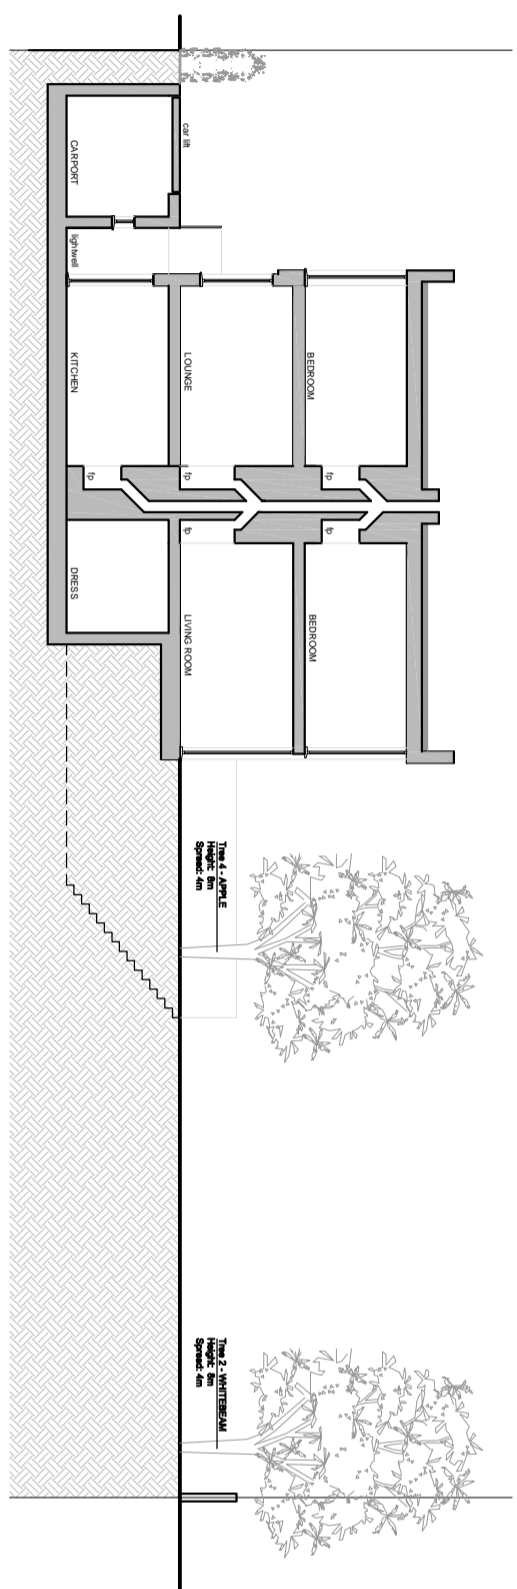 BEDROOM
fp
BEDROOM
LOUNGE
fp
fp
LIVING ROOM
Tree 4 - APPLE
Height: 8m
Spread: 4m
Tree 2 - WHITEBEAM
Height: 8m
Spread: 4m
car lift
CARPORT
lightwell
KITCHEN
fp
DRESS